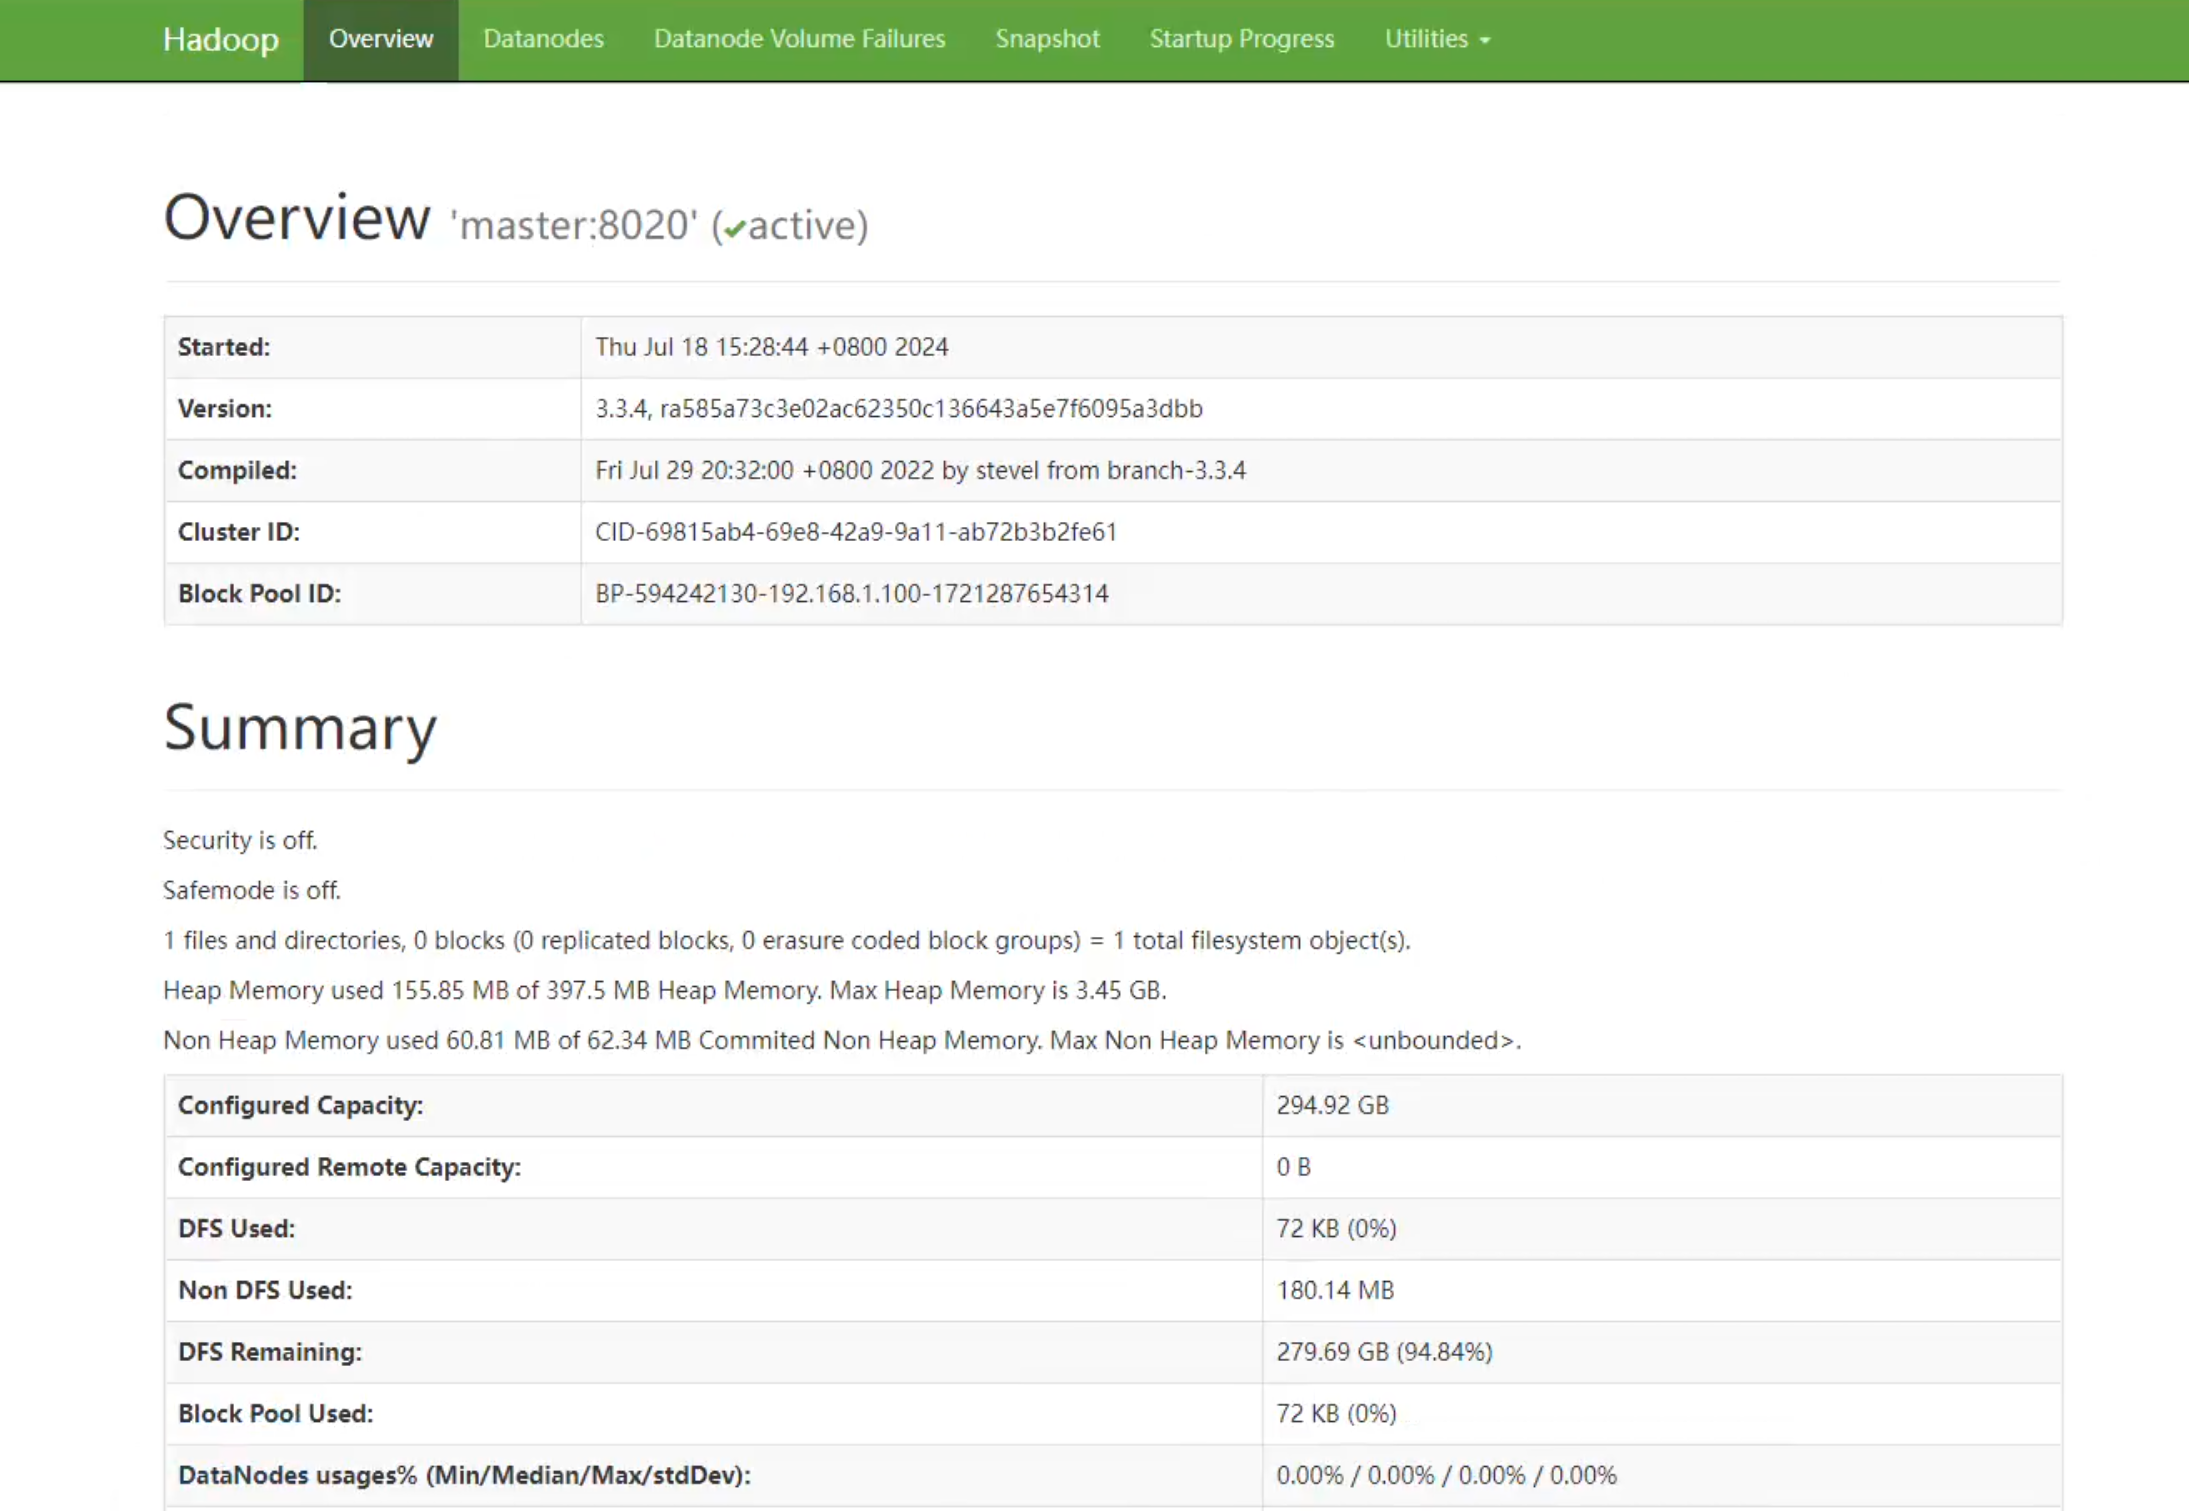 Hadoop Overview Datanodes Datanode Volume Failures Snapshot Startup Progress Utilities
Overview 'master:8020' (✔active)
Started: Thu Jul 18 15:28:44 +0800 2024
Version: 3.3.4, ra585a73c3e02ac62350c136643a5e7f6095a3dbb
Compiled: Fri Jul 29 20:32:00 +0800 2022 by stevel from branch-3.3.4
Cluster ID: CID-69815ab4-69e8-42a9-9a11-ab72b3b2fe61
Block Pool ID: BP-594242130-192.168.1.100-1721287654314
Summary
Security is off.
Safemode is off.
1 files and directories, 0 blocks (0 replicated blocks, 0 erasure coded block groups) = 1 total filesystem object(s).
Heap Memory used 155.85 MB of 397.5 MB Heap Memory. Max Heap Memory is 3.45 GB.
Non Heap Memory used 60.81 MB of 62.34 MB Commited Non Heap Memory. Max Non Heap Memory is <unbounded>.
Configured Capacity: 294.92 GB
Configured Remote Capacity: 0 B
DFS Used: 72 KB (0%)
Non DFS Used: 180.14 MB
DFS Remaining: 279.69 GB (94.84%)
Block Pool Used: 72 KB (0%)
DataNodes usages% (Min/Median/Max/stdDev): 0.00% / 0.00% / 0.00% / 0.00%